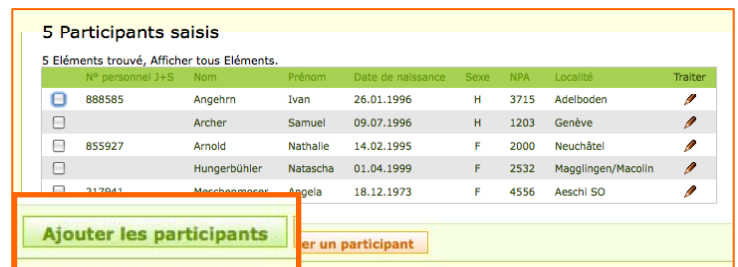 5 Participants saisis
5 Eléments trouvé, Afficher tous Eléments.
N° personnel J+S Nom Prénom Date de naissance Sexe NPA Localité Traiter
888585 Angehrn Ivan 26.01.1996 H 3715 Adelboden
Archer Samuel 09.07.1996 H 1203 Genève
855927 Arnold Nathalie 14.02.1995 F 2000 Neuchâtel
Hungerbühler Natascha 01.04.1999 F 2532 Magglingen/Macolin
217941 Meschenmoser Angela 18.12.1973 F 4556 Aeschi SO
Ajouter les participants
er un participant